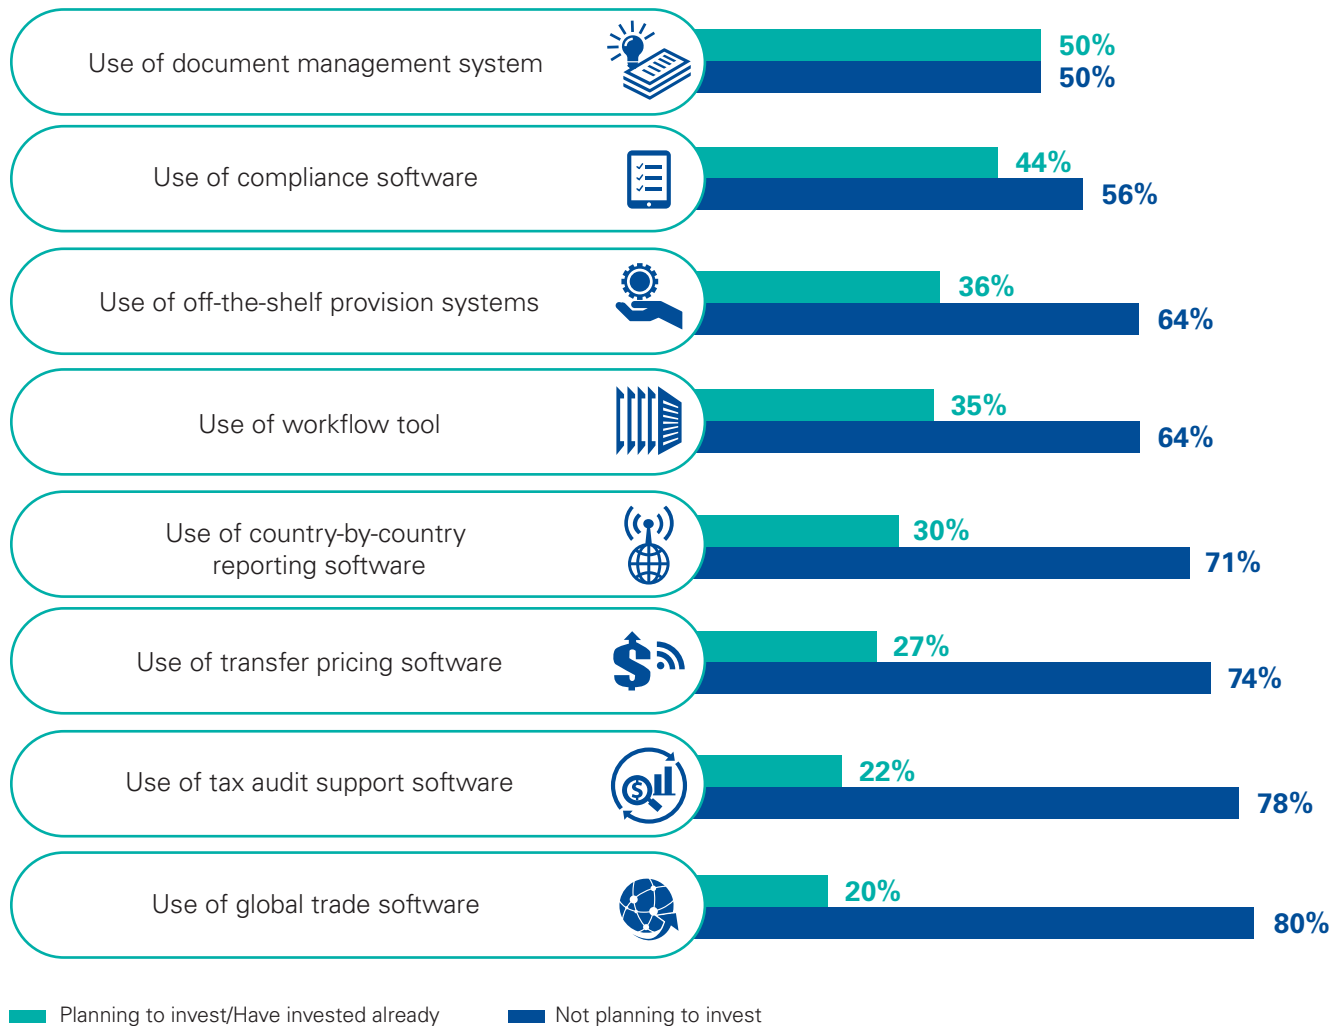 Use of document management system
50%
50%
Use of compliance software
44%
56%
Use of off-the-shelf provision systems
36%
64%
Use of workflow tool
35%
64%
Use of country-by-country
reporting software
30%
71%
Use of transfer pricing software
$
27%
74%
Use of tax audit support software
$
22%
78%
Use of global trade software
20%
80%
Planning to invest/Have invested already
Not planning to invest